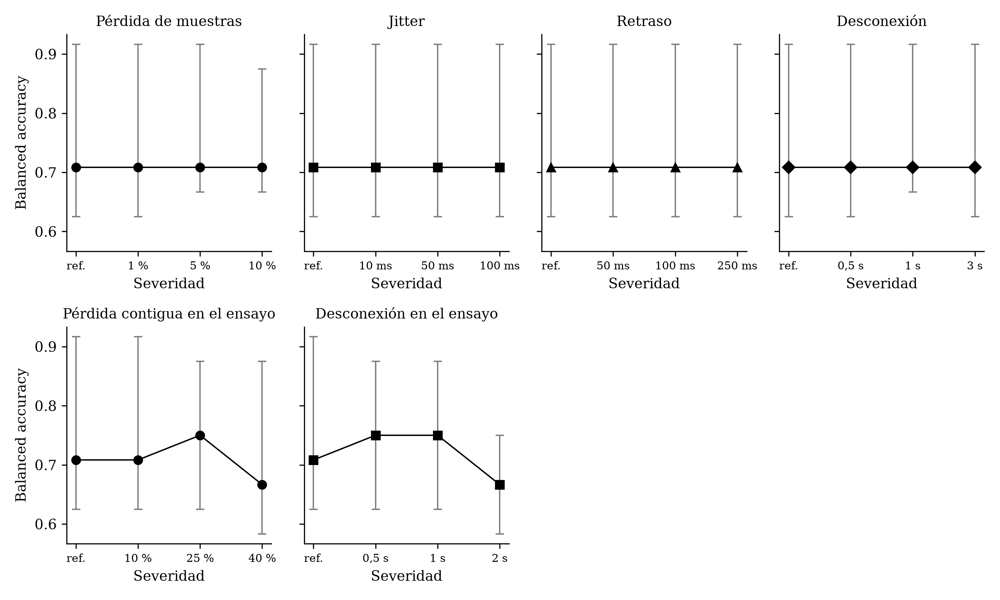 Pérdida de muestras
Jitter
Retraso
Desconexión
Balanced accuracy
0.9
0.8
0.7
0.6
ref. 1 % 5 % 10 %
Severidad
ref. 10 ms 50 ms 100 ms
Severidad
ref. 50 ms 100 ms 250 ms
Severidad
ref. 0,5 s 1 s 3 s
Severidad
Pérdida contigua en el ensayo
Desconexión en el ensayo
Balanced accuracy
0.9
0.8
0.7
0.6
ref. 10 % 25 % 40 %
Severidad
ref. 0,5 s 1 s 2 s
Severidad